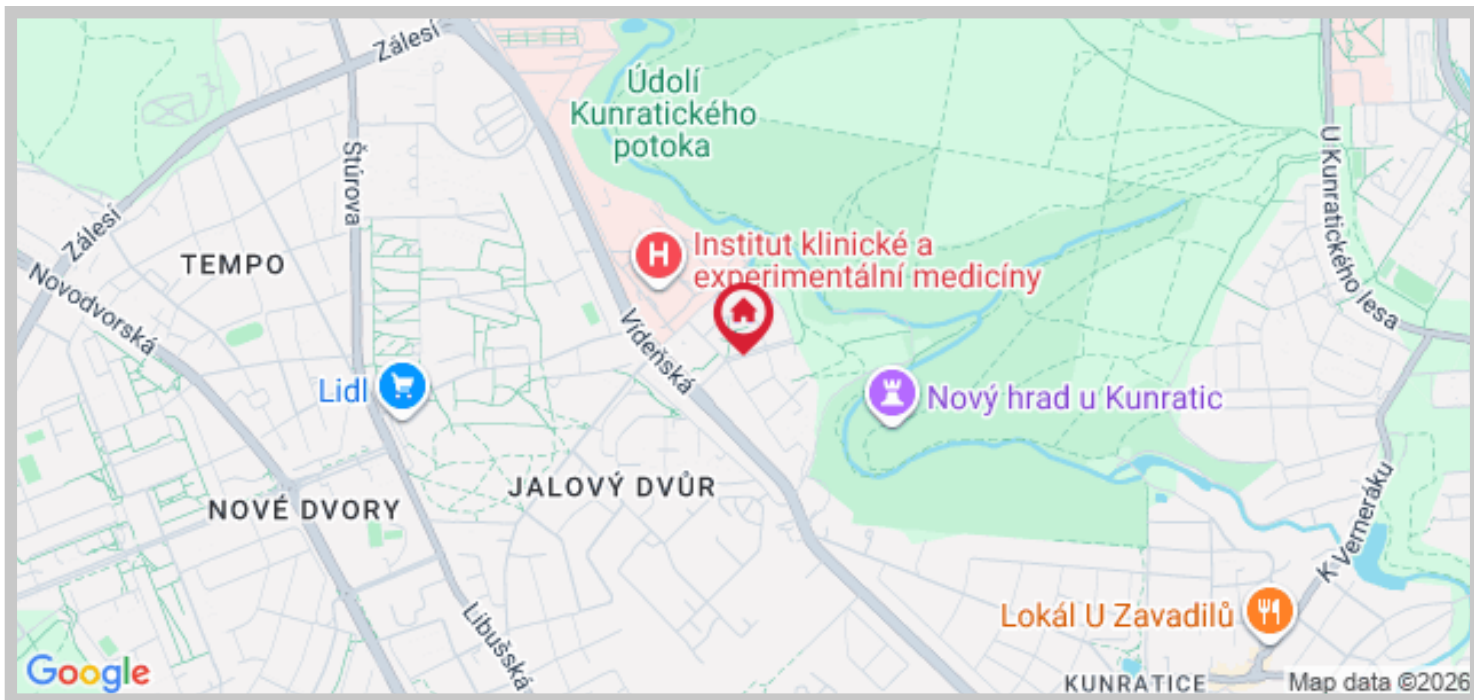 Zálesí
Údolí
Kunratického
potoka
Štúrova
U Kunratického lesa
Zálesí
TEMPO
Institut klinické a
experimentální medicíny
Novodvorská
Vídeňská
Lidl
Nový hrad u Kunratic
JALOVÝ DVŮR
NOVÉ DVORY
K Verneráku
Libušská
Lokál U Zavadilů
Google
KUNRATICE
Map data ©2026